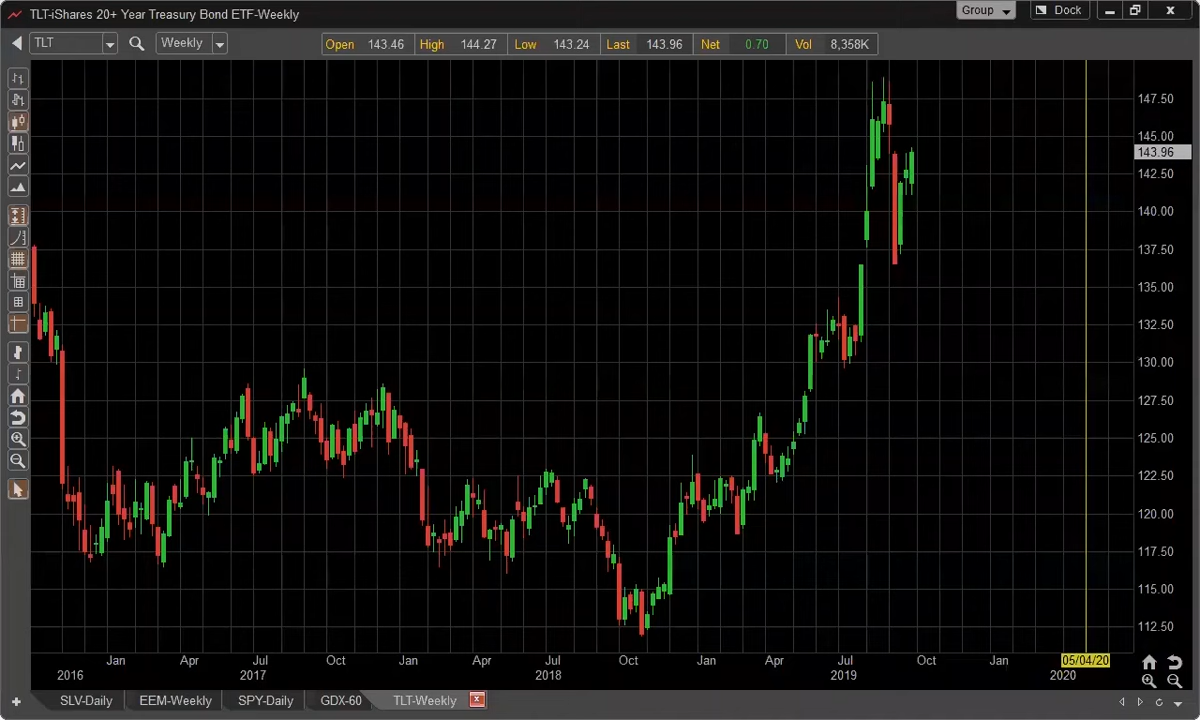 TLT-iShares 20+ Year Treasury Bond ETF-Weekly
Group
Dock
TLT
Weekly
Open 143.46 High 144.27 Low 143.24 Last 143.96 Net 0.70 Vol 8,358K
147.50
145.00
143.96
142.50
140.00
137.50
135.00
132.50
130.00
127.50
125.00
122.50
120.00
117.50
115.00
112.50
Jan Apr Jul Oct Jan Apr Jul Oct Jan Apr Jul Oct Jan 05/04/20
2016 2017 2018 2019 2020
SLV-Daily EEM-Weekly SPY-Daily GDX-60 TLT-Weekly